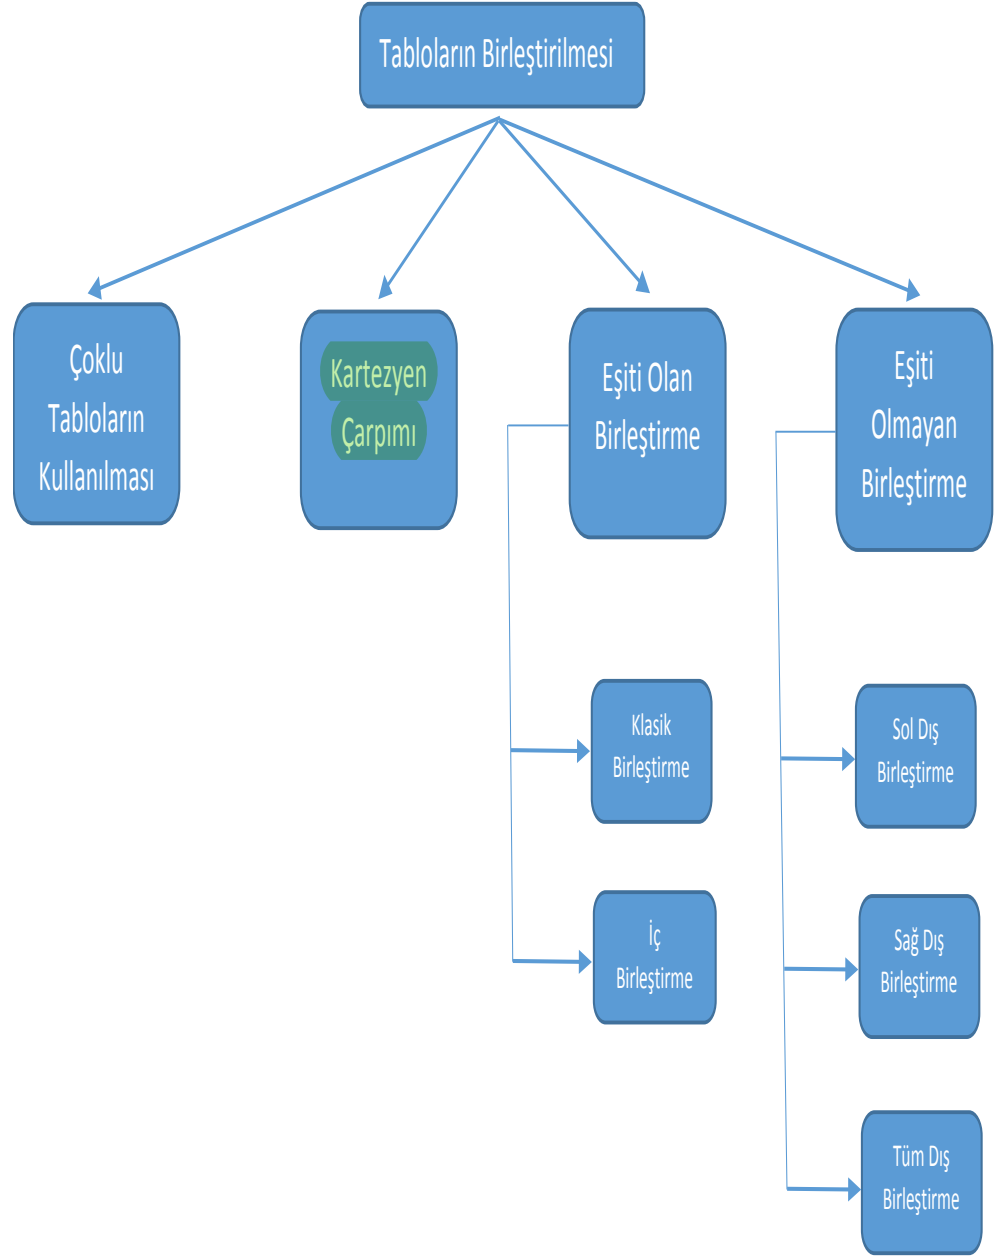 Tabloların Birleştirilmesi
Çoklu
Tabloların
Kullanılması
Kartezyen
Çarpımı
Eşiti Olan
Birleştirme
Eşiti
Olmayan
Birleştirme
Klasik
Birleştirme
İç
Birleştirme
Sol Dış
Birleştirme
Sağ Dış
Birleştirme
Tüm Dış
Birleştirme